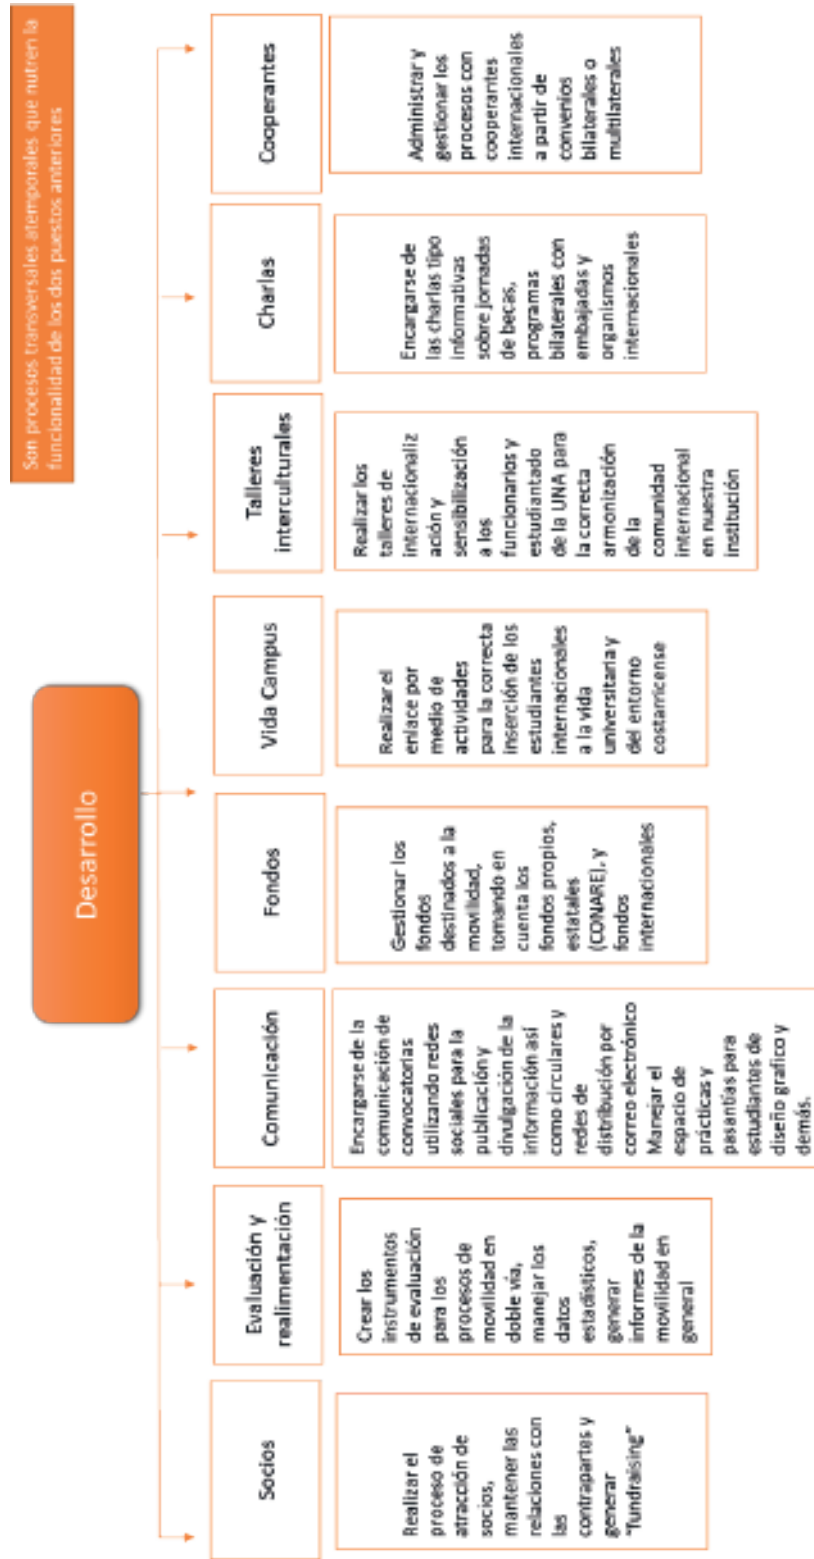 Son procesos transversales atemporales que nutren la
funcionalidad de los dos puestos anteriores
Desarrollo
Socios
Realizar el
proceso de
atracción de
socios,
mantener las
relaciones con
las
contrapartes y
generar
"fundraising"
Evaluación y
realimentación
Crear los
instrumentos
de evaluación
para los
procesos de
movilidad en
doble vía,
manejar los
datos
estadísticos,
generar
informes de la
movilidad en
general
Comunicación
Encargarse de la
comunicación de
convocatorias
utilizando redes
sociales para la
publicación y
divulgación de la
información así
como circulares y
redes de
distribución por
correo electrónico
Manejar el
espacio de
prácticas y
pasantías para
estudiantes de
diseño grafico y
demás.
Fondos
Gestionar los
fondos
destinados a la
movilidad,
tomando en
cuenta los
fondos propios,
estatales
(CONARE), y
fondos
internacionales
Vida Campus
Realizar el
enlace por
medio de
actividades
para la correcta
inserción de los
estudiantes
internacionales
a la vida
universitaria y
del entorno
costarricense
Talleres
interculturales
Realizar los
talleres de
internacionaliz
ación y
sensibilización
a los
funcionarios y
estudiantado
de la UNA para
la correcta
armonización
de la
comunidad
internacional
en nuestra
institución
Charlas
Encargarse de
las charlas tipo
informativas
sobre jornadas
de becas,
programas
bilaterales con
embajadas y
organismos
internacionales
Cooperantes
Administrar y
gestionar los
procesos con
cooperantes
internacionales
a partir de
convenios
bilaterales o
multilaterales